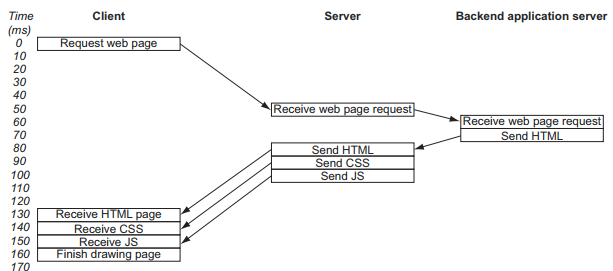 Time Client Server Backend application server
(ms)
0 Request web page
10
20
30
40
50 Receive web page request
60 Receive web page request
70 Send HTML
80 Send HTML
90 Send CSS
100 Send JS
110
120
130 Receive HTML page
140 Receive CSS
150 Receive JS
160 Finish drawing page
170